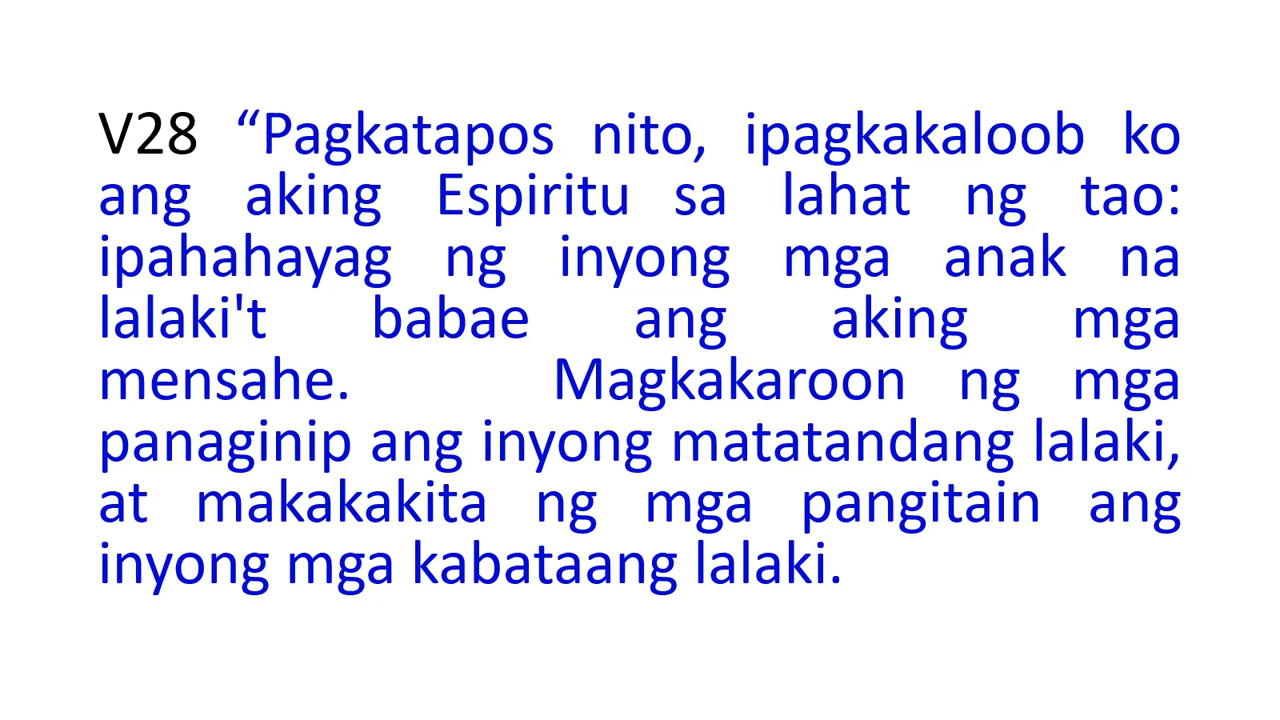 V28 “Pagkatapos nito, ipagkakaloob ko
ang aking Espiritu sa lahat ng tao:
ipahahayag ng inyong mga anak na
lalaki't babae ang aking mga
mensahe. Magkakaroon ng mga
panaginip ang inyong matatandang lalaki,
at makakakita ng mga pangitain ang
inyong mga kabataang lalaki.